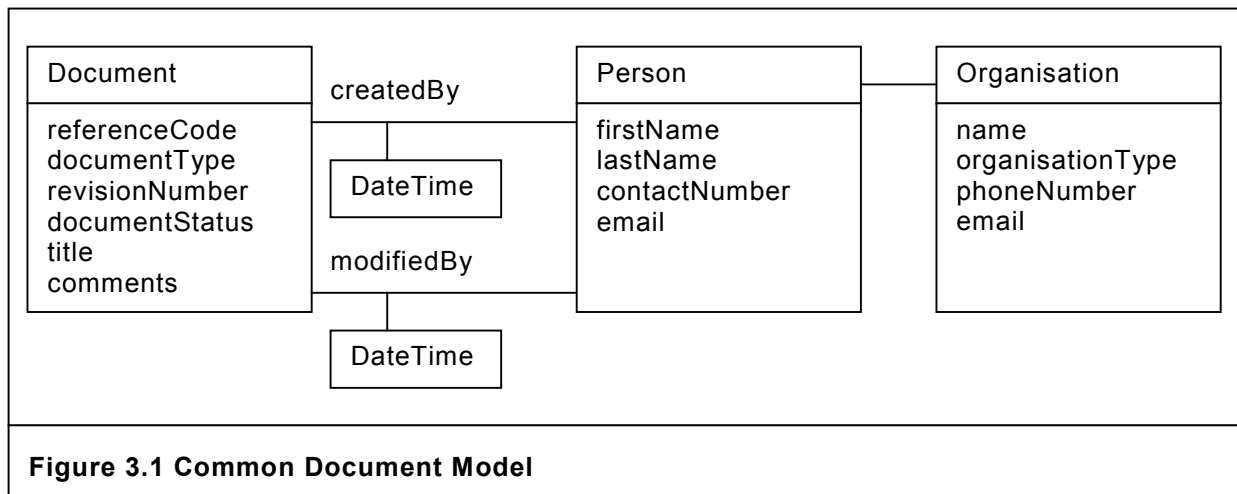 Document
referenceCode
documentType
revisionNumber
documentStatus
title
comments
createdBy
DateTime
modifiedBy
DateTime
Person
firstName
lastName
contactNumber
email
Organisation
name
organisationType
phoneNumber
email
Figure 3.1 Common Document Model